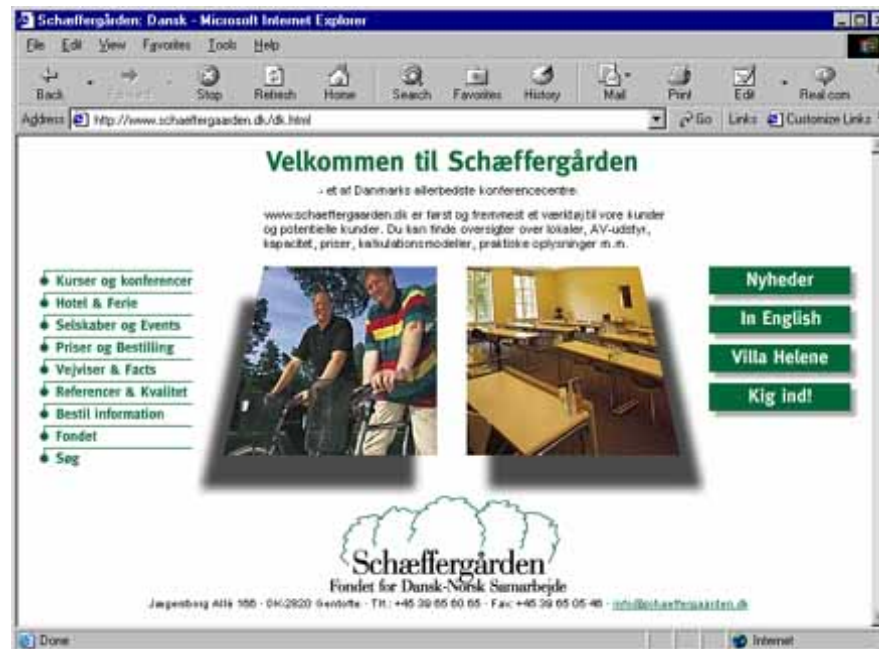 Schæffergården: Dansk - Microsoft Internet Explorer
File Edit View Favorites Tools Help
Back Forward Stop Refresh Home Search Favorites History Mail Print Edit Real.com
Address http://www.schaeffergaarden.dk/dk.html Go Links Customize Links
Velkommen til Schæffergården
- et af Danmarks allerbedste konferencecentre.
www.schaeffergaarden.dk er først og fremmest et værktøj til vore kunder
og potentielle kunder. Du kan finde oversigter over lokaler, AV-udstyr,
kapacitet, priser, kalkulationsmodeller, praktiske oplysninger m.m.
Kurser og konferencer
Hotel & Ferie
Selskaber og Events
Priser og Bestilling
Vejviser & Facts
Referencer & Kvalitet
Bestil information
Fondet
Søg
Nyheder
In English
Villa Helene
Kig ind!
Schæffergården
Fondet for Dansk-Norsk Samarbejde
Jægersborg Allé 166 · DK-2820 Gentofte · Tlf.: +45 39 65 60 65 · Fax: +45 39 65 05 46 · info@schaeffergaarden.dk
Done Internet